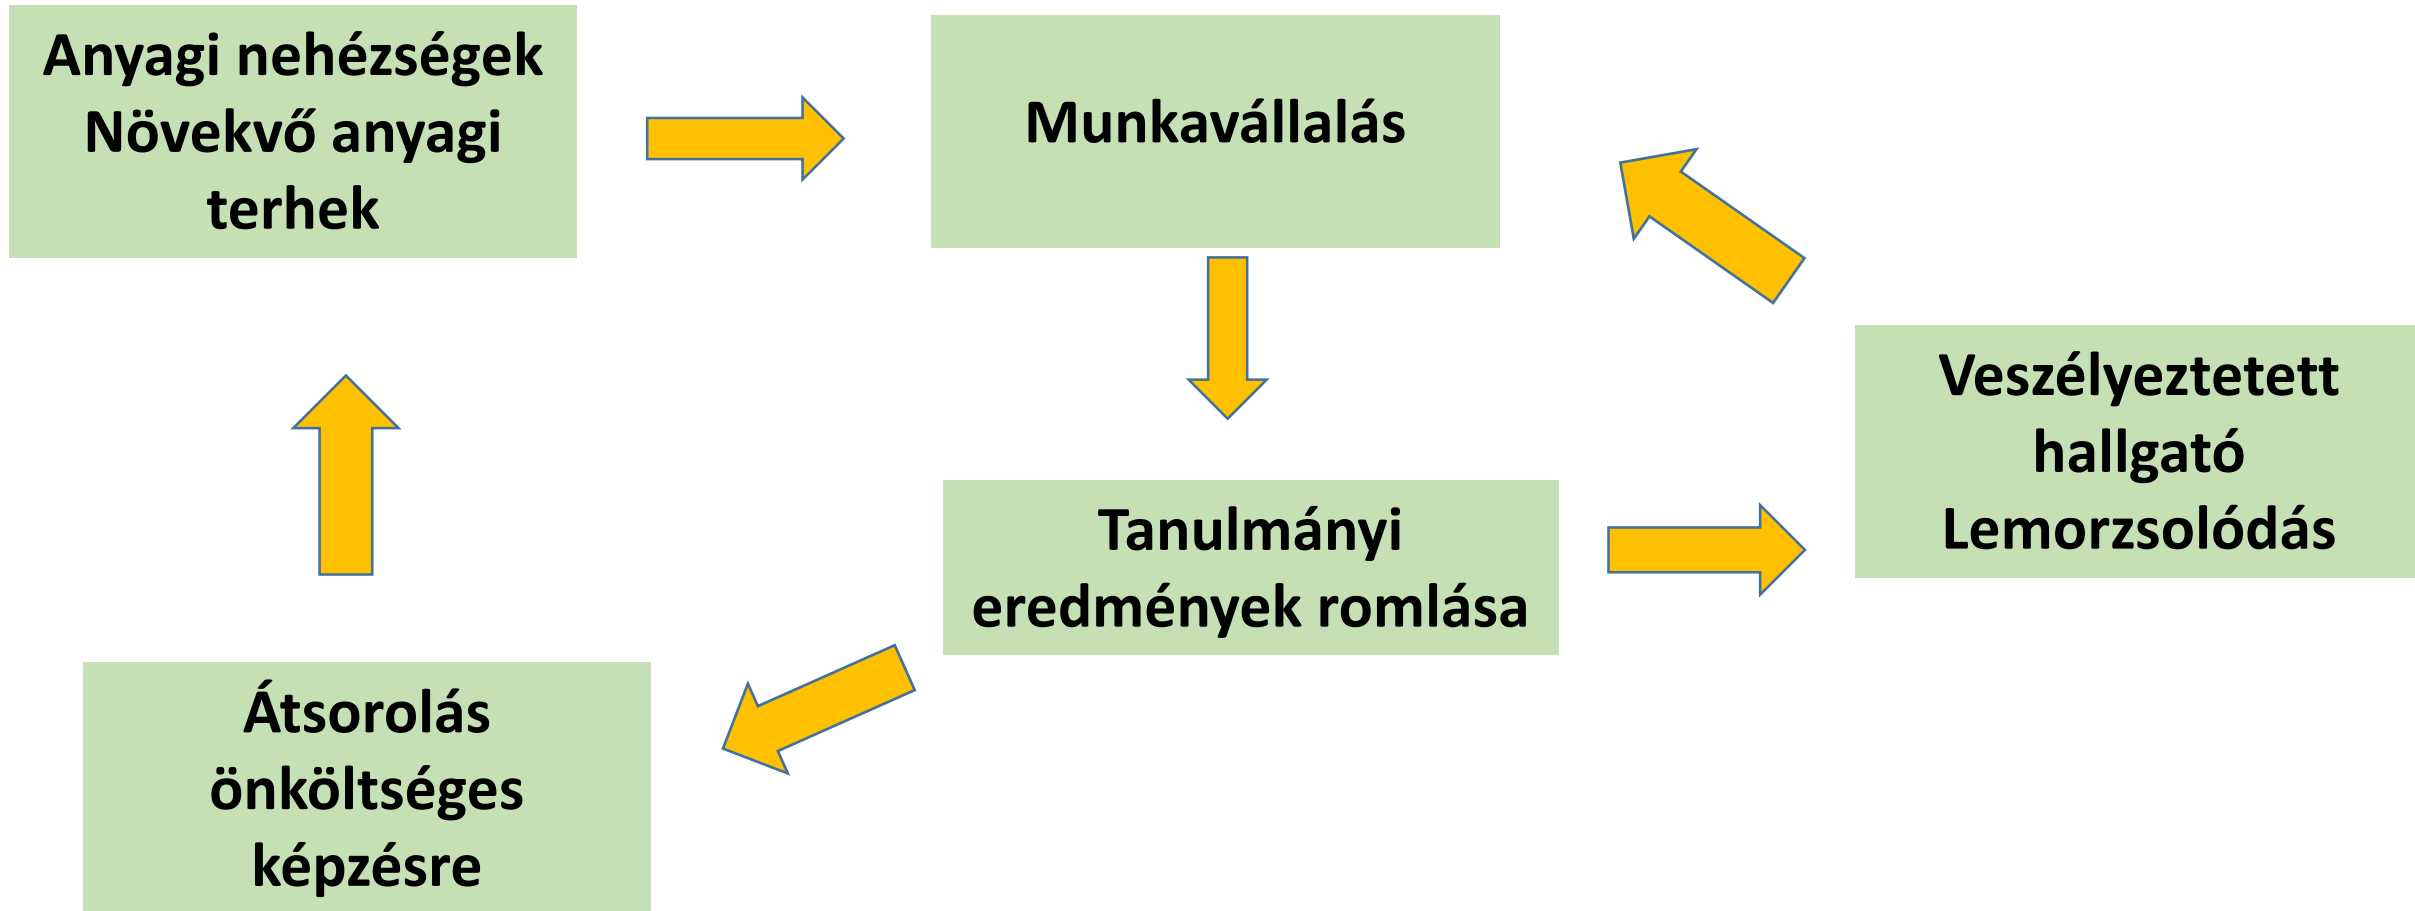 Anyagi nehézségek
Növekvő anyagi
terhek
Munkavállalás
Veszélyeztetett
hallgató
Lemorzsolódás
Tanulmányi
eredmények romlása
Átsorolás
önköltséges
képzésre